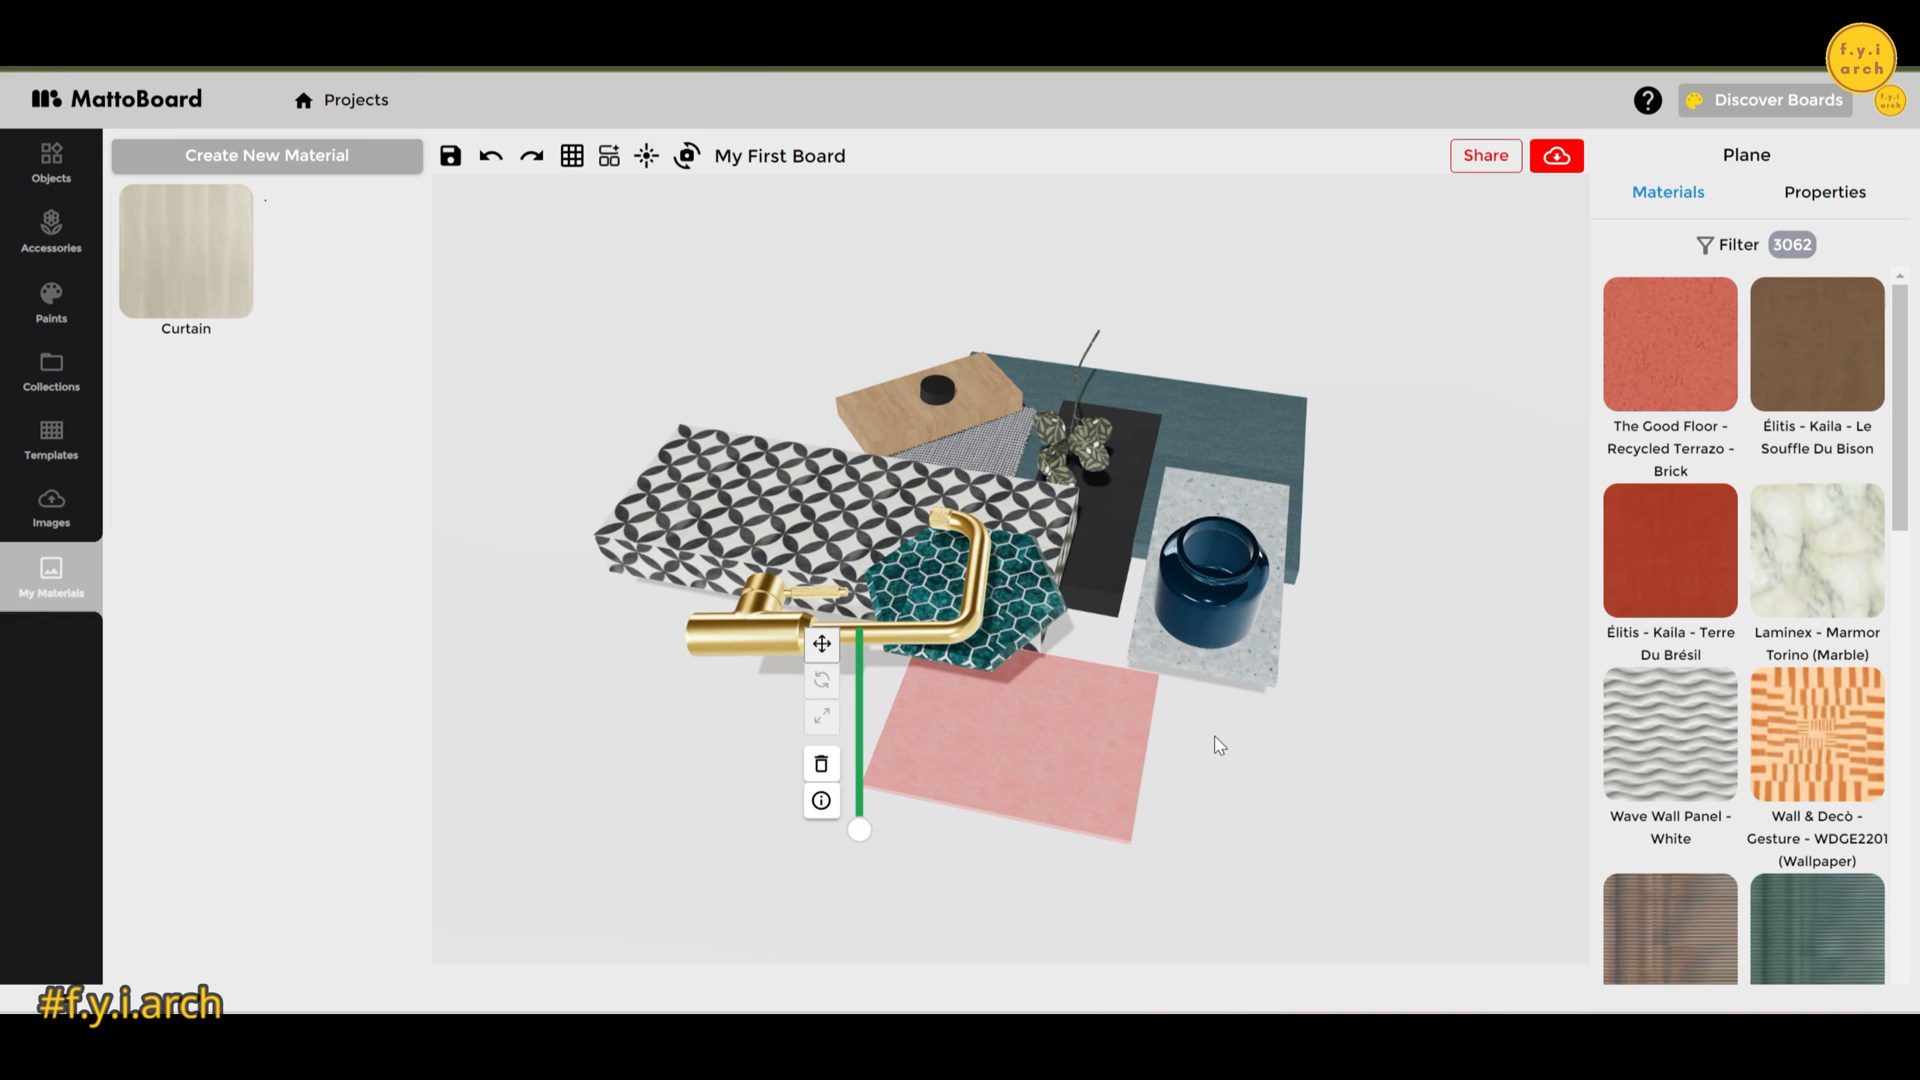 f.y.i
arch
MattoBoard
Projects
?
Discover Boards
f.y.i
arch
Objects
Accessories
Paints
Collections
Templates
Images
My Materials
Create New Material
Curtain
My First Board
Share
Plane
Materials
Properties
Filter 3062
The Good Floor -
Recycled Terrazo -
Brick
Élitis - Kaila - Le
Souffle Du Bison
Élitis - Kaila - Terre
Du Brésil
Laminex - Marmor
Torino (Marble)
Wave Wall Panel -
White
Wall & Decò -
Gesture - WDGE2201
(Wallpaper)
#f.y.i.arch